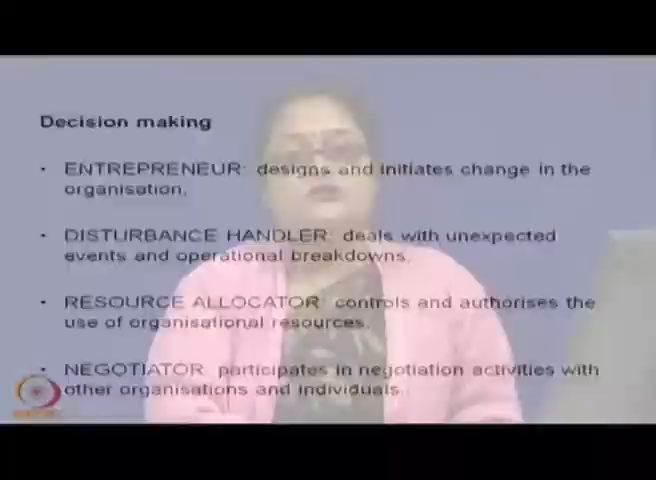 Decision making
• ENTREPRENEUR: designs and initiates change in the
organisation.
• DISTURBANCE HANDLER: deals with unexpected
events and operational breakdowns.
• RESOURCE ALLOCATOR: controls and authorises the
use of organisational resources.
• NEGOTIATOR: participates in negotiation activities with
other organisations and individuals.